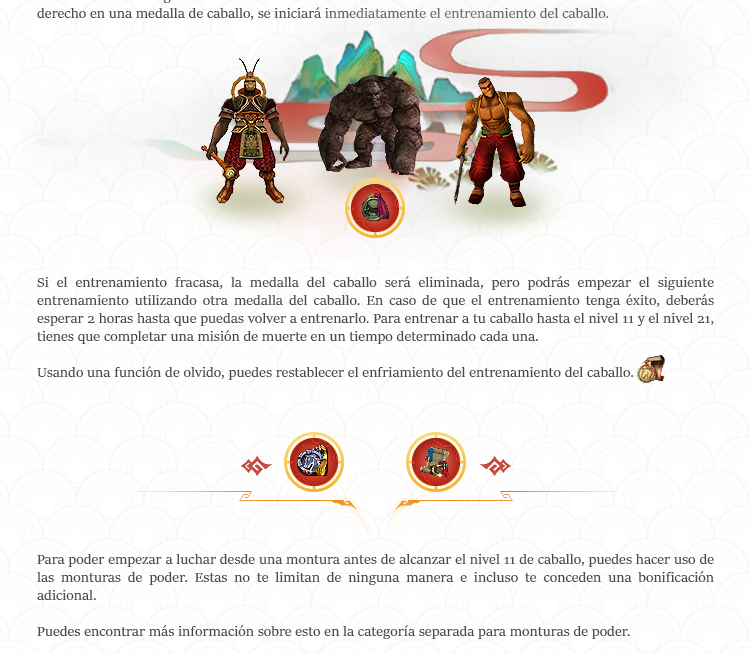 derecho en una medalla de caballo, se iniciará inmediatamente el entrenamiento del caballo.
Si el entrenamiento fracasa, la medalla del caballo será eliminada, pero podrás empezar el siguiente
entrenamiento utilizando otra medalla del caballo. En caso de que el entrenamiento tenga éxito, deberás
esperar 2 horas hasta que puedas volver a entrenarlo. Para entrenar a tu caballo hasta el nivel 11 y el nivel 21,
tienes que completar una misión de muerte en un tiempo determinado cada una.
Usando una función de olvido, puedes restablecer el enfriamiento del entrenamiento del caballo.
Para poder empezar a luchar desde una montura antes de alcanzar el nivel 11 de caballo, puedes hacer uso de
las monturas de poder. Estas no te limitan de ninguna manera e incluso te conceden una bonificación
adicional.
Puedes encontrar más información sobre esto en la categoría separada para monturas de poder.